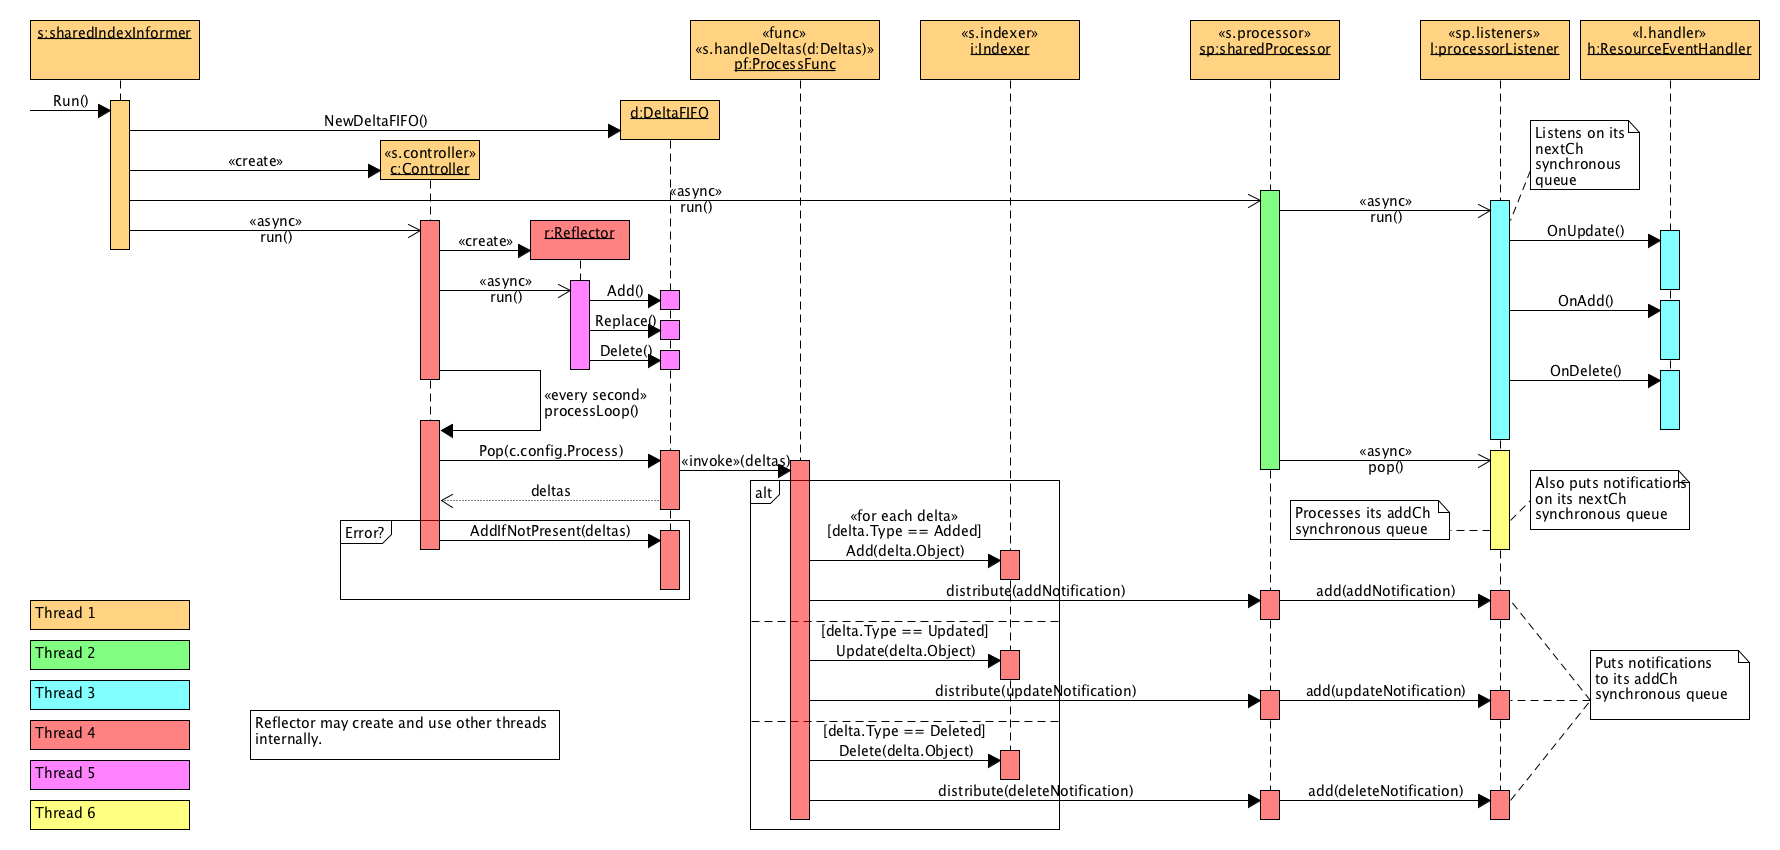 s:sharedIndexInformer
«func»
«s.handleDeltas(d:Deltas)»
pf:ProcessFunc
«s.indexer»
i:Indexer
«s.processor»
sp:sharedProcessor
«sp.listeners»
l:processorListener
«l.handler»
h:ResourceEventHandler
Run()
NewDeltaFIFO()
d:DeltaFIFO
«create»
«s.controller»
c:Controller
Listens on its
nextCh
synchronous
queue
«async»
run()
«async»
run()
«async»
run()
«create»
r:Reflector
OnUpdate()
«async»
run()
Add()
Replace()
Delete()
OnAdd()
OnDelete()
«every second»
processLoop()
Pop(c.config.Process)
«invoke»(deltas)
deltas
«async»
pop()
alt
Also puts notifications
on its nextCh
synchronous queue
Processes its addCh
synchronous queue
Error?
AddIfNotPresent(deltas)
«for each delta»
[delta.Type == Added]
Add(delta.Object)
distribute(addNotification)
add(addNotification)
[delta.Type == Updated]
Update(delta.Object)
distribute(updateNotification)
add(updateNotification)
Puts notifications
to its addCh
synchronous queue
[delta.Type == Deleted]
Delete(delta.Object)
distribute(deleteNotification)
add(deleteNotification)
Thread 1
Thread 2
Thread 3
Thread 4
Thread 5
Thread 6
Reflector may create and use other threads
internally.